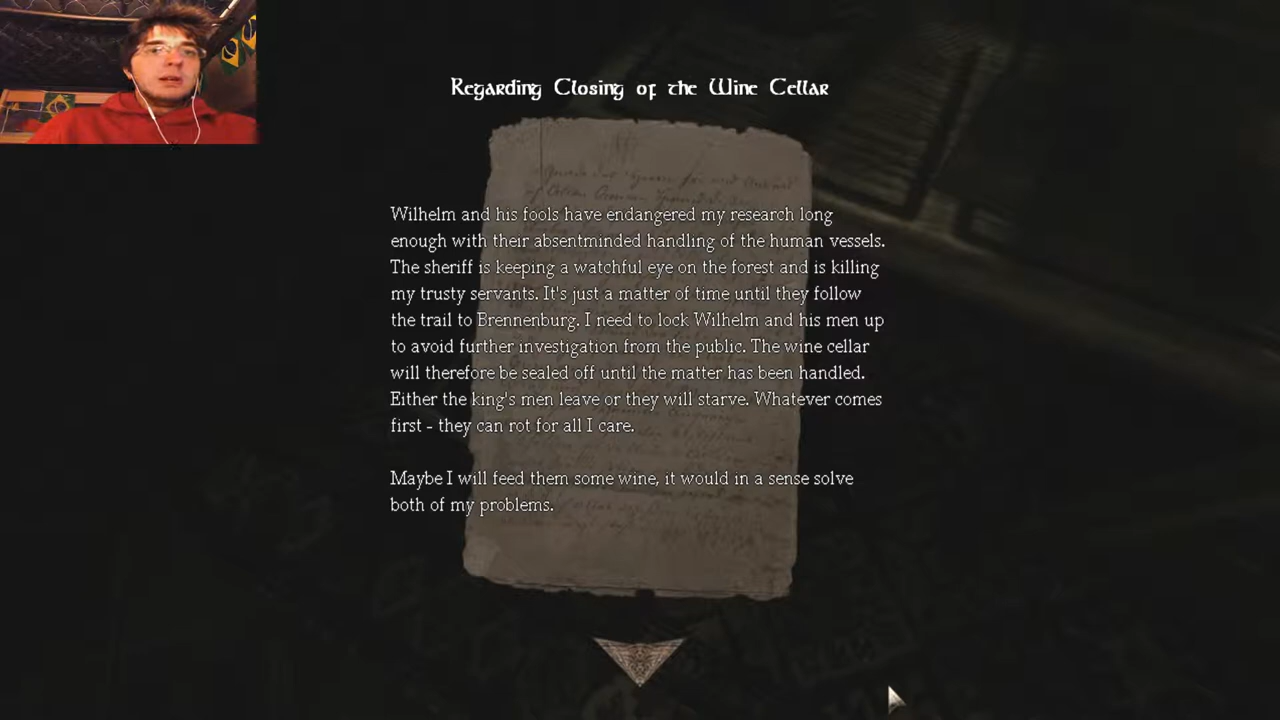 Regarding Closing of the Wine Cellar
Wilhelm and his fools have endangered my research long
enough with their absentminded handling of the human vessels.
The sheriff is keeping a watchful eye on the forest and is killing
my trusty servants. It's just a matter of time until they follow
the trail to Brennenburg. I need to lock Wilhelm and his men up
to avoid further investigation from the public. The wine cellar
will therefore be sealed off until the matter has been handled.
Either the king's men leave or they will starve. Whatever comes
first - they can rot for all I care.
Maybe I will feed them some wine, it would in a sense solve
both of my problems.